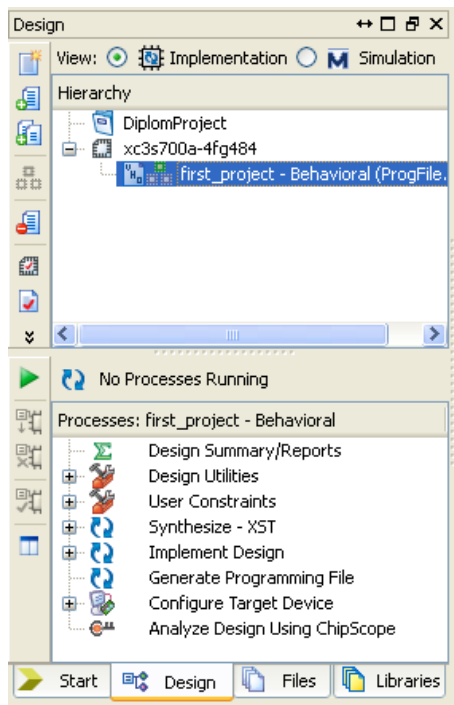 Design
View: Implementation Simulation
Hierarchy
DiplomProject
xc3s700a-4fg484
first_project - Behavioral (ProgFile.
No Processes Running
Processes: first_project - Behavioral
Design Summary/Reports
Design Utilities
User Constraints
Synthesize - XST
Implement Design
Generate Programming File
Configure Target Device
Analyze Design Using ChipScope
Start Design Files Libraries